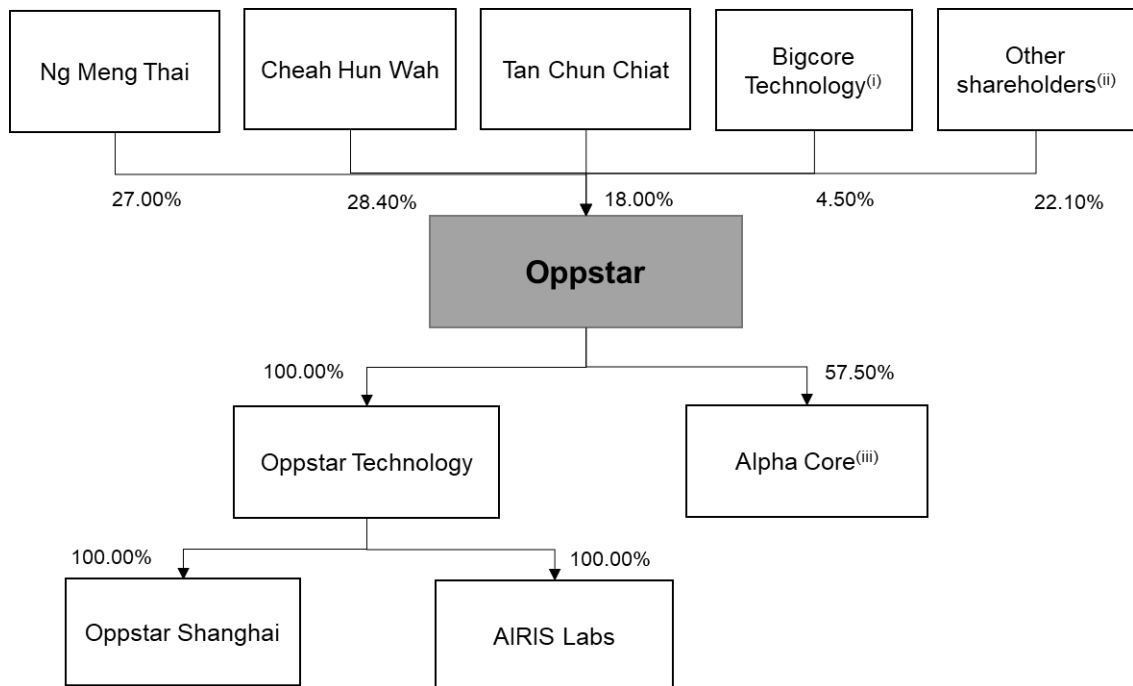 Ng Meng Thai
Cheah Hun Wah
Tan Chun Chiat
Bigcore
Technology(i)
Other
shareholders(ii)
27.00%
28.40%
18.00%
4.50%
22.10%
Oppstar
100.00%
57.50%
Oppstar Technology
Alpha Core(iii)
100.00%
100.00%
Oppstar Shanghai
AIRIS Labs